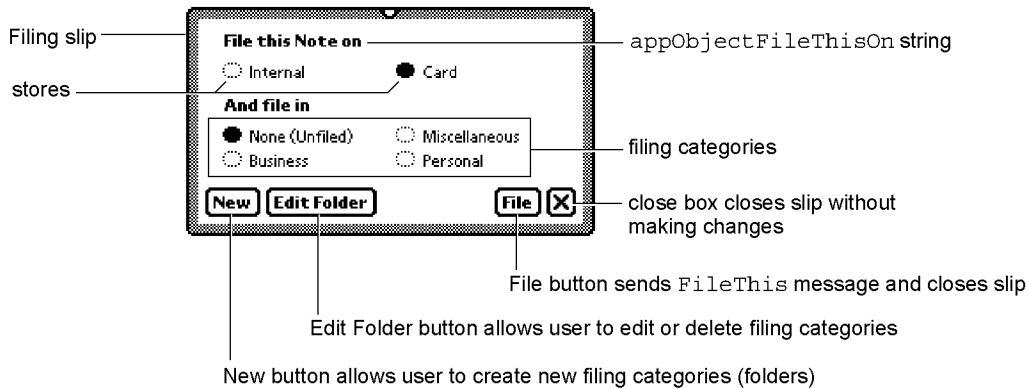 Filing slip
File this Note on
appObjectFileThisOn string
Internal
Card
stores
And file in
None (Unfiled)
Miscellaneous
Business
Personal
filing categories
New
Edit Folder
File
X
close box closes slip without
making changes
File button sends FileThis message and closes slip
Edit Folder button allows user to edit or delete filing categories
New button allows user to create new filing categories (folders)